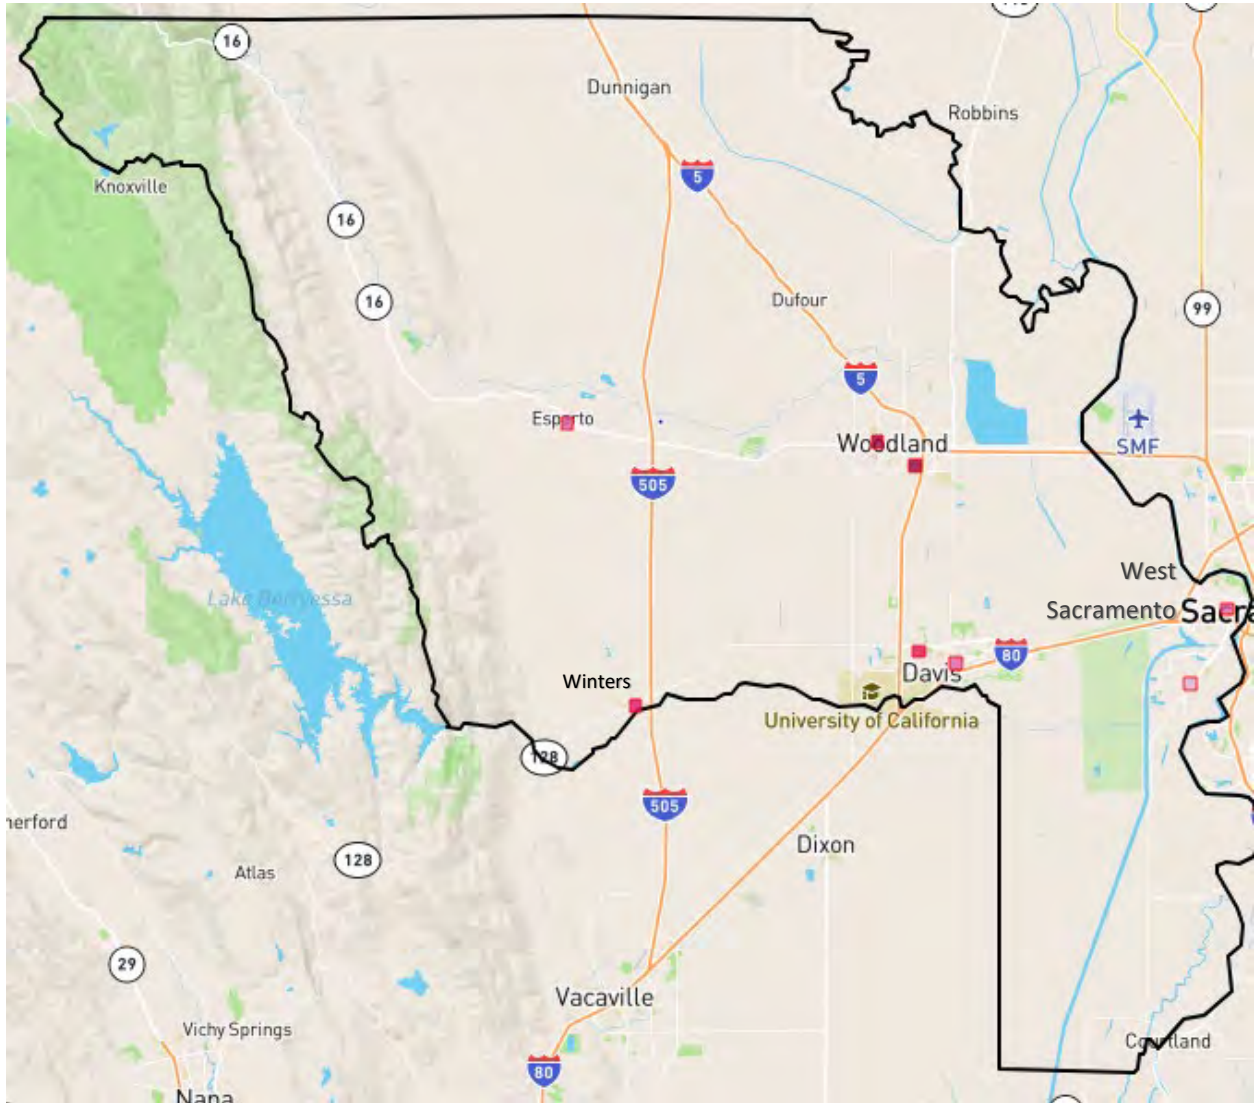 16
Dunnigan
Robbins
5
Knoxville
16
16
Dufour
99
5
Esparto
Woodland
SMF
505
West
Lake Berryessa
Sacramento
Sacra
80
Winters
Davis
University of California
128
505
herford
Dixon
128
Atlas
29
Vacaville
Vichy Springs
Courtland
80
Napa